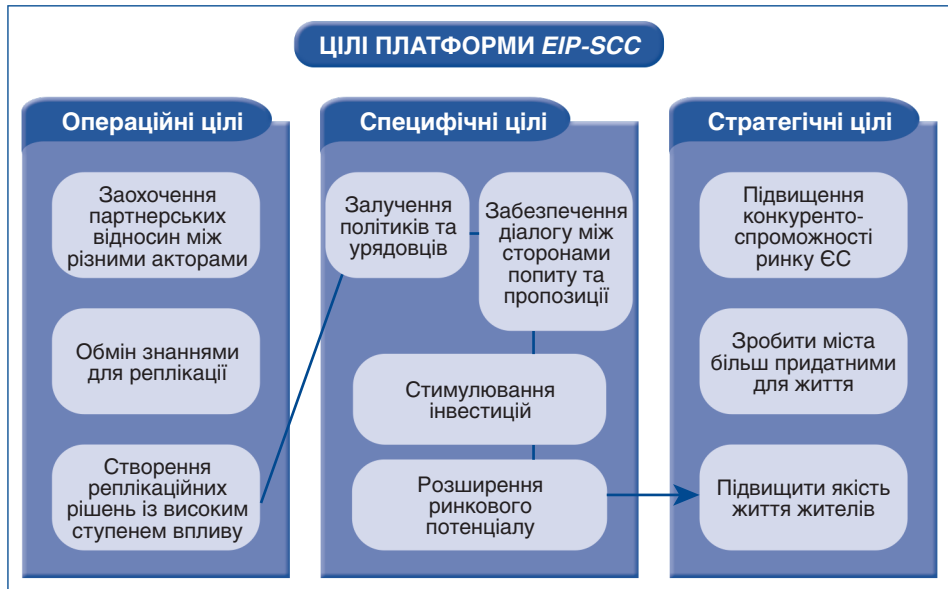 ЦІЛІ ПЛАТФОРМИ EIP-SCC
Операційні цілі
Заохочення
партнерських
відносин між
різними акторами
Обмін знаннями
для реплікації
Створення
реплікаційних
рішень із високим
ступенем впливу
Специфічні цілі
Залучення
політиків та
урядовців
Забезпечення
діалогу між
сторонами
попиту та
пропозиції
Стимулювання
інвестицій
Розширення
ринкового
потенціалу
Стратегічні цілі
Підвищення
конкуренто-
спроможності
ринку ЄС
Зробити міста
більш придатними
для життя
Підвищити якість
життя жителів